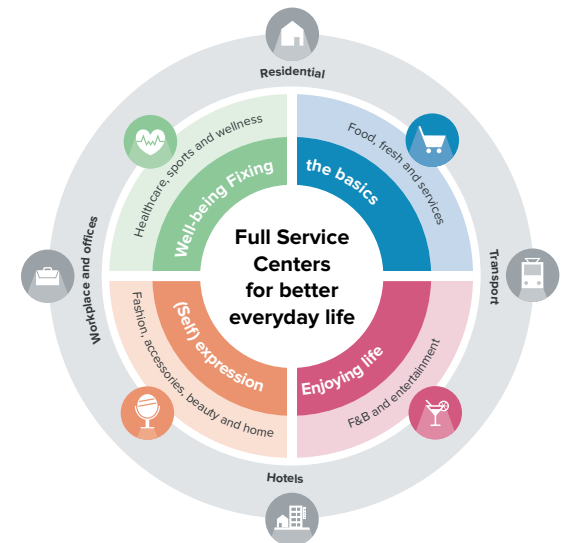 Residential
Healthcare, sports and wellness
Well-being Fixing
Food, fresh and services
the basics
Full Service
Centers
for better
everyday life
Workplace and offices
Transport
(Self) expression
Fashion, accessories, beauty and home
Enjoying life
F&B and entertainment
Hotels